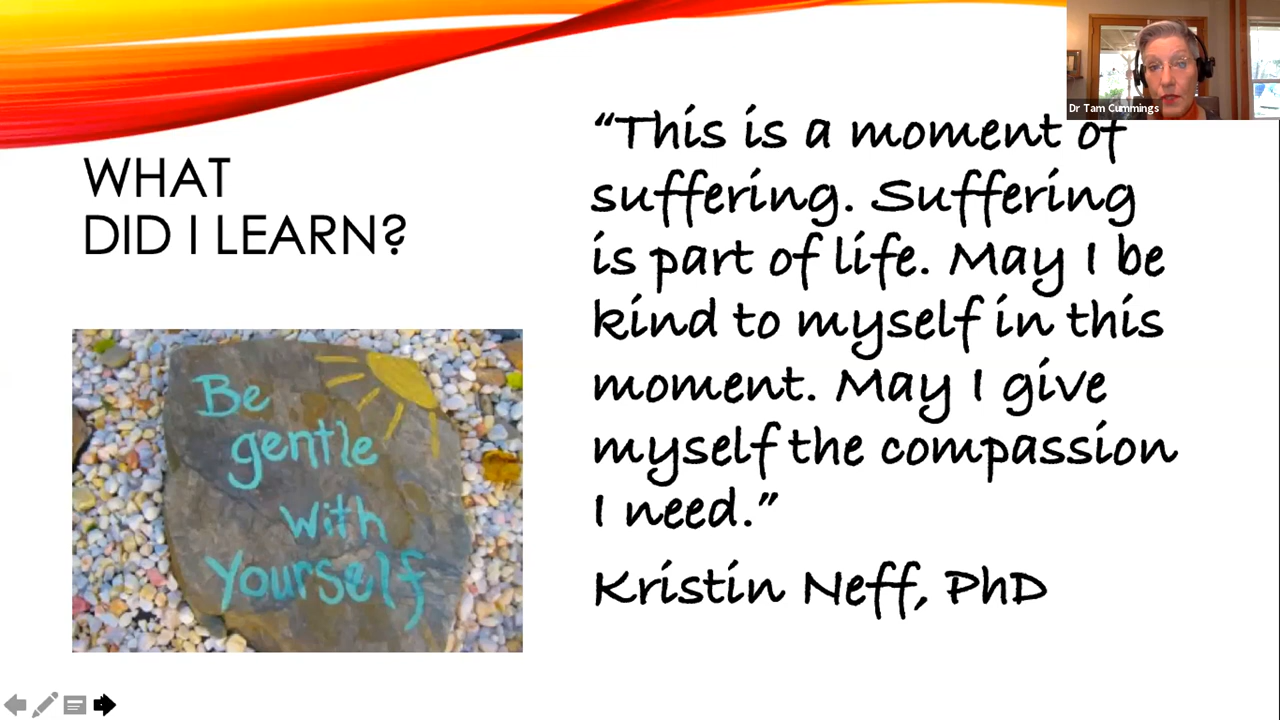 Dr Tam Cummings
WHAT
DID I LEARN?
Be
gentle
with
Yourself
“This is a moment of
suffering. Suffering
is part of life. May I be
kind to myself in this
moment. May I give
myself the compassion
I need.”
Kristin Neff, PhD